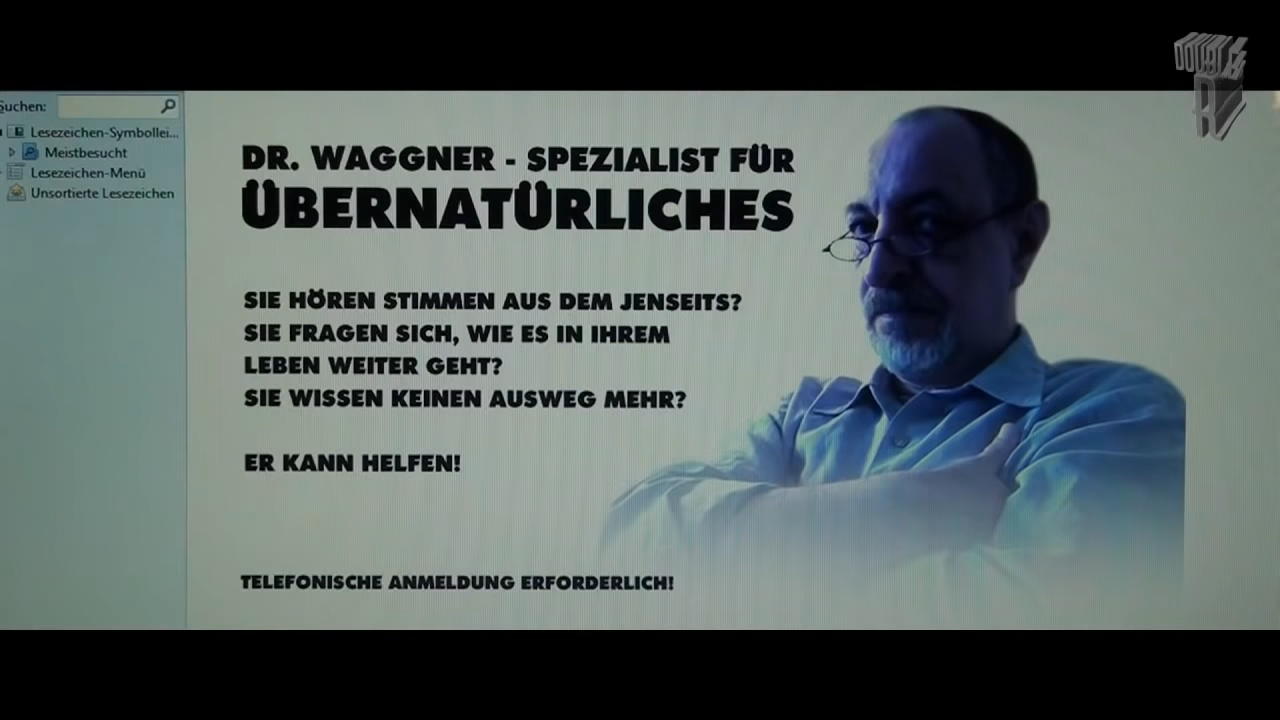 DOUBLE
R
Suchen:
Lesezeichen-Symbollei...
Meistbesucht
Lesezeichen-Menü
Unsortierte Lesezeichen
DR. WAGGNER - SPEZIALIST FÜR
ÜBERNATÜRLICHES
SIE HÖREN STIMMEN AUS DEM JENSEITS?
SIE FRAGEN SICH, WIE ES IN IHREM
LEBEN WEITER GEHT?
SIE WISSEN KEINEN AUSWEG MEHR?
ER KANN HELFEN!
TELEFONISCHE ANMELDUNG ERFORDERLICH!